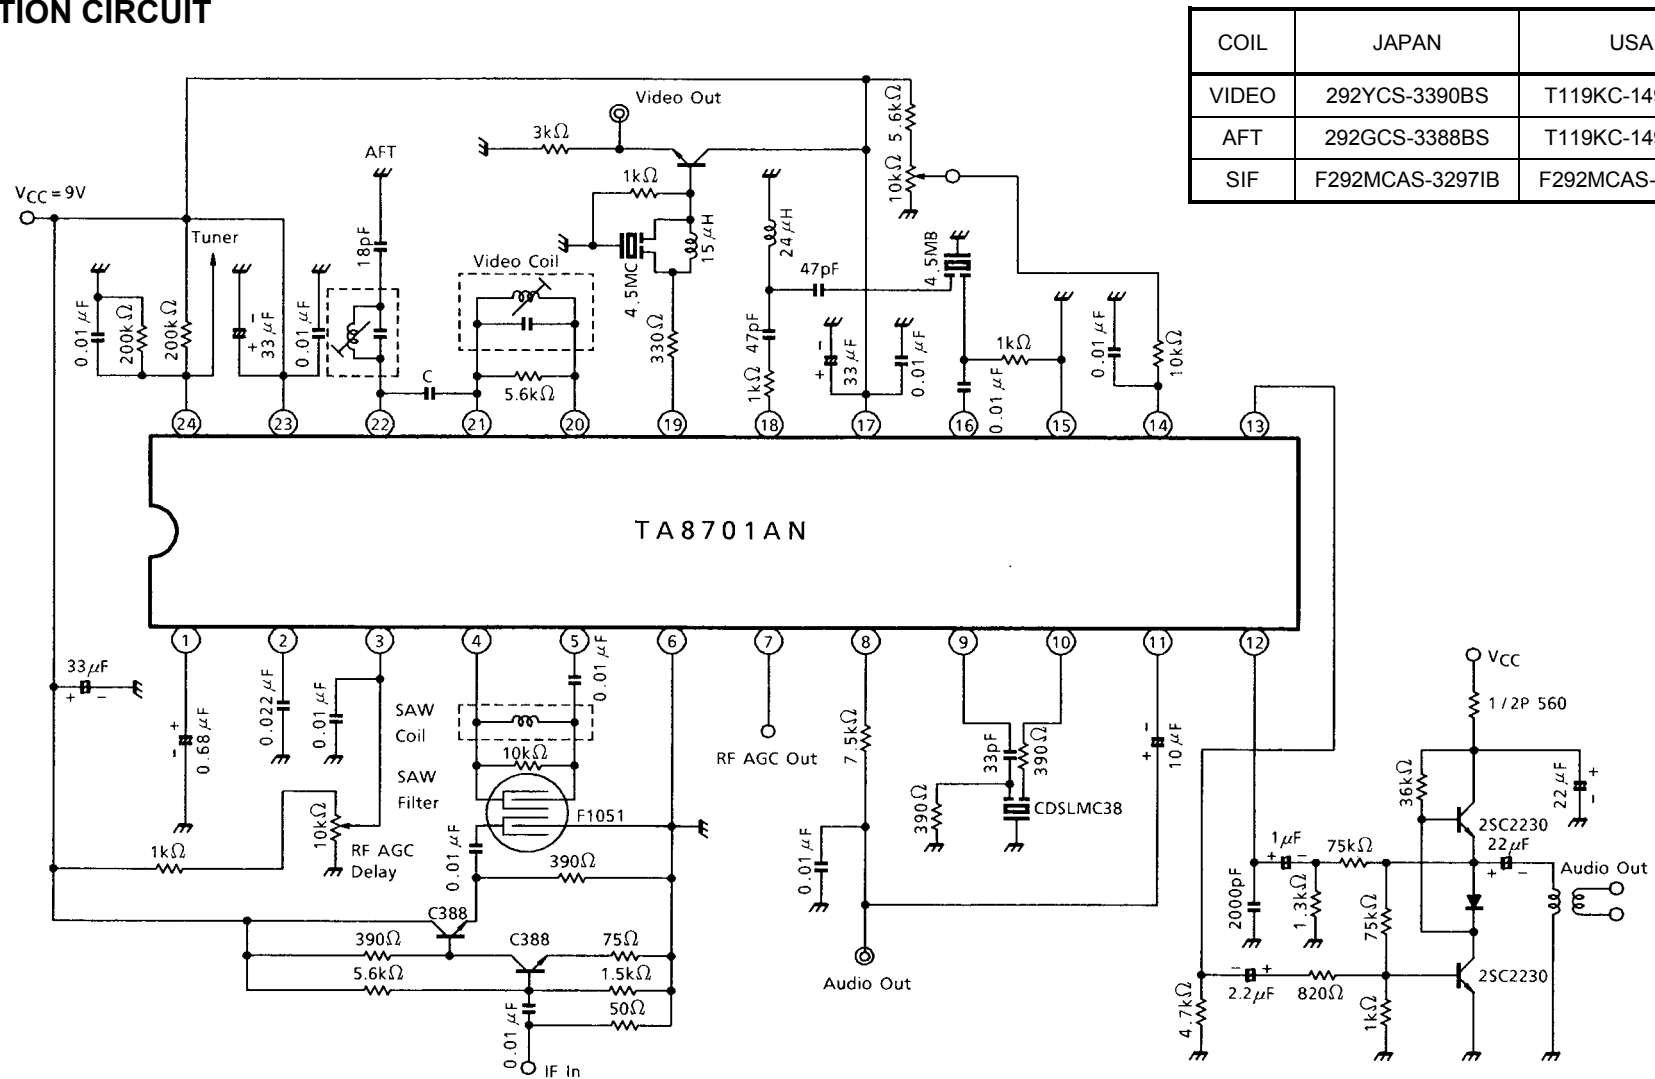 TION CIRCUIT
COIL JAPAN USA
VIDEO 292YCS-3390BS T119KC-14
AFT 292GCS-3388BS T119KC-14
SIF F292MCAS-3297IB F292MCAS-
Video Out
3kΩ
5.6kΩ
AFT
1kΩ
10kΩ
VCC = 9V
Tuner
18pF
15μH
24μH
Video Coil
4.5MC
47pF
4.5MB
0.01μF
200kΩ
200kΩ
- +
33μF
0.01μF
330Ω
47pF
- +
33μF
0.01μF
1kΩ
0.01μF
10kΩ
C
5.6kΩ
1kΩ
0.01μF
24 23 22 21 20 19 18 17 16 15 14 13
TA8701AN
1 2 3 4 5 6 7 8 9 10 11 12
33μF
+ -
+ -
0.68μF
0.022μF
0.01μF
0.01μF
SAW
Coil
10kΩ
SAW
Filter
F1051
RF AGC Out
7.5kΩ
33pF
390Ω
- +
10μF
VCC
1/2P 560
390Ω
CDSLMC38
36kΩ
22μF
+ -
2SC2230
1kΩ
10kΩ
RF AGC
Delay
0.01μF
390Ω
0.01μF
1μF
+ -
75kΩ
22μF
+ -
Audio Out
2000pF
1.3kΩ
75kΩ
C388
390Ω
C388
75Ω
5.6kΩ
1.5kΩ
50Ω
0.01μF
IF In
Audio Out
- +
2.2μF
820Ω
2SC2230
4.7kΩ
1kΩ